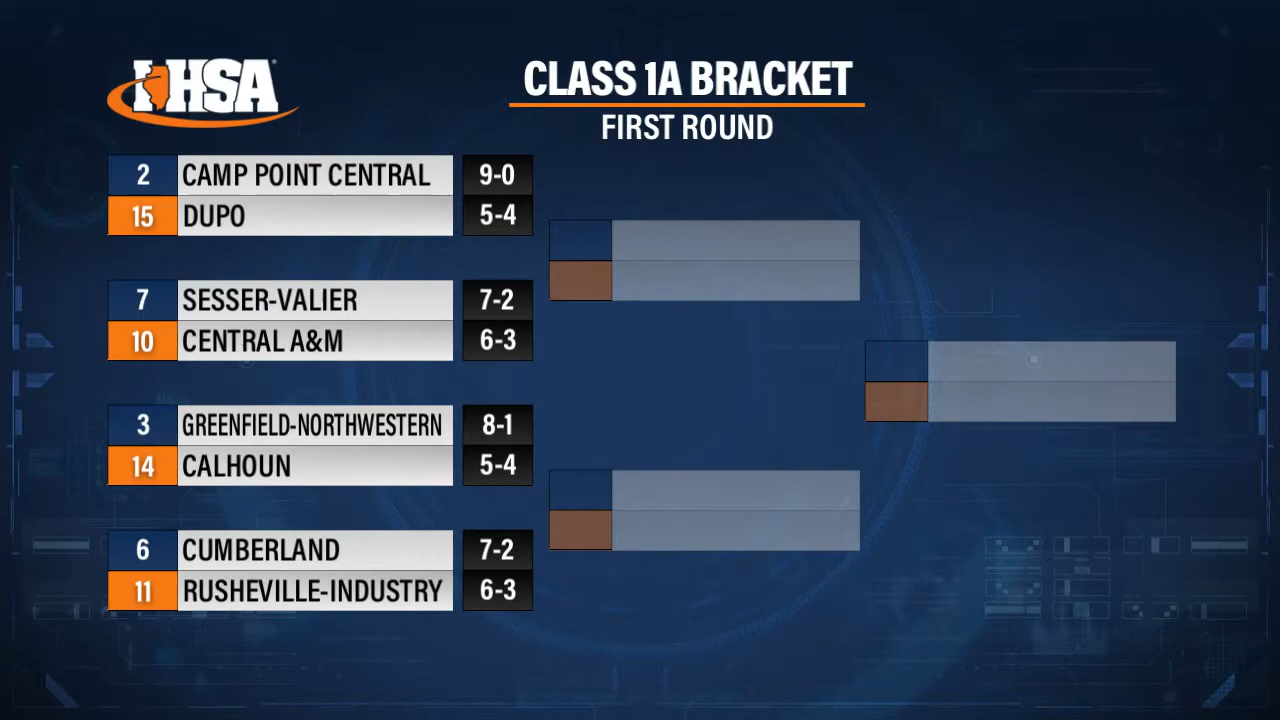 IHSA
CLASS 1A BRACKET
FIRST ROUND
2 CAMP POINT CENTRAL 9-0
15 DUPO 5-4
7 SESSER-VALIER 7-2
10 CENTRAL A&M 6-3
3 GREENFIELD-NORTHWESTERN 8-1
14 CALHOUN 5-4
6 CUMBERLAND 7-2
11 RUSHEVILLE-INDUSTRY 6-3